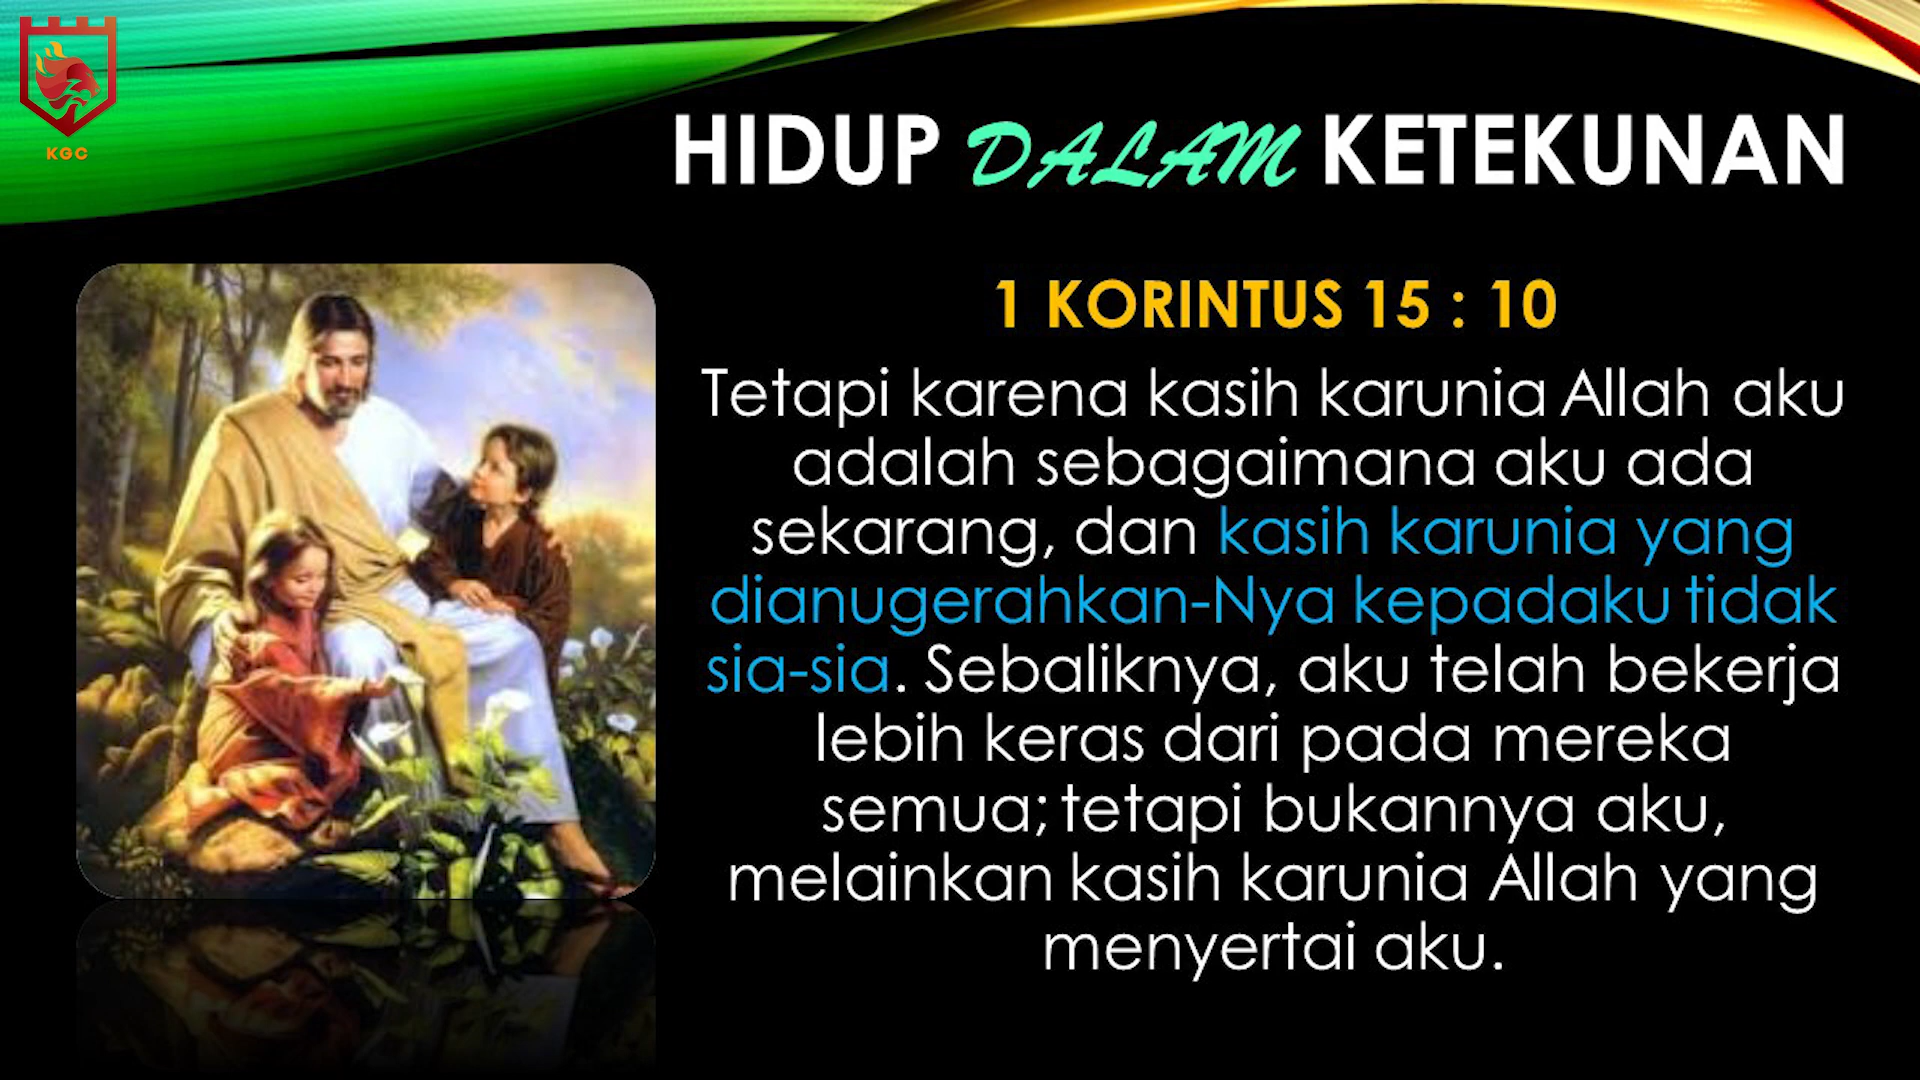 KGC
HIDUP DALAM KETEKUNAN
1 KORINTUS 15 : 10
Tetapi karena kasih karunia Allah aku
adalah sebagaimana aku ada
sekarang, dan kasih karunia yang
dianugerahkan-Nya kepadaku tidak
sia-sia. Sebaliknya, aku telah bekerja
lebih keras dari pada mereka
semua; tetapi bukannya aku,
melainkan kasih karunia Allah yang
menyertai aku.